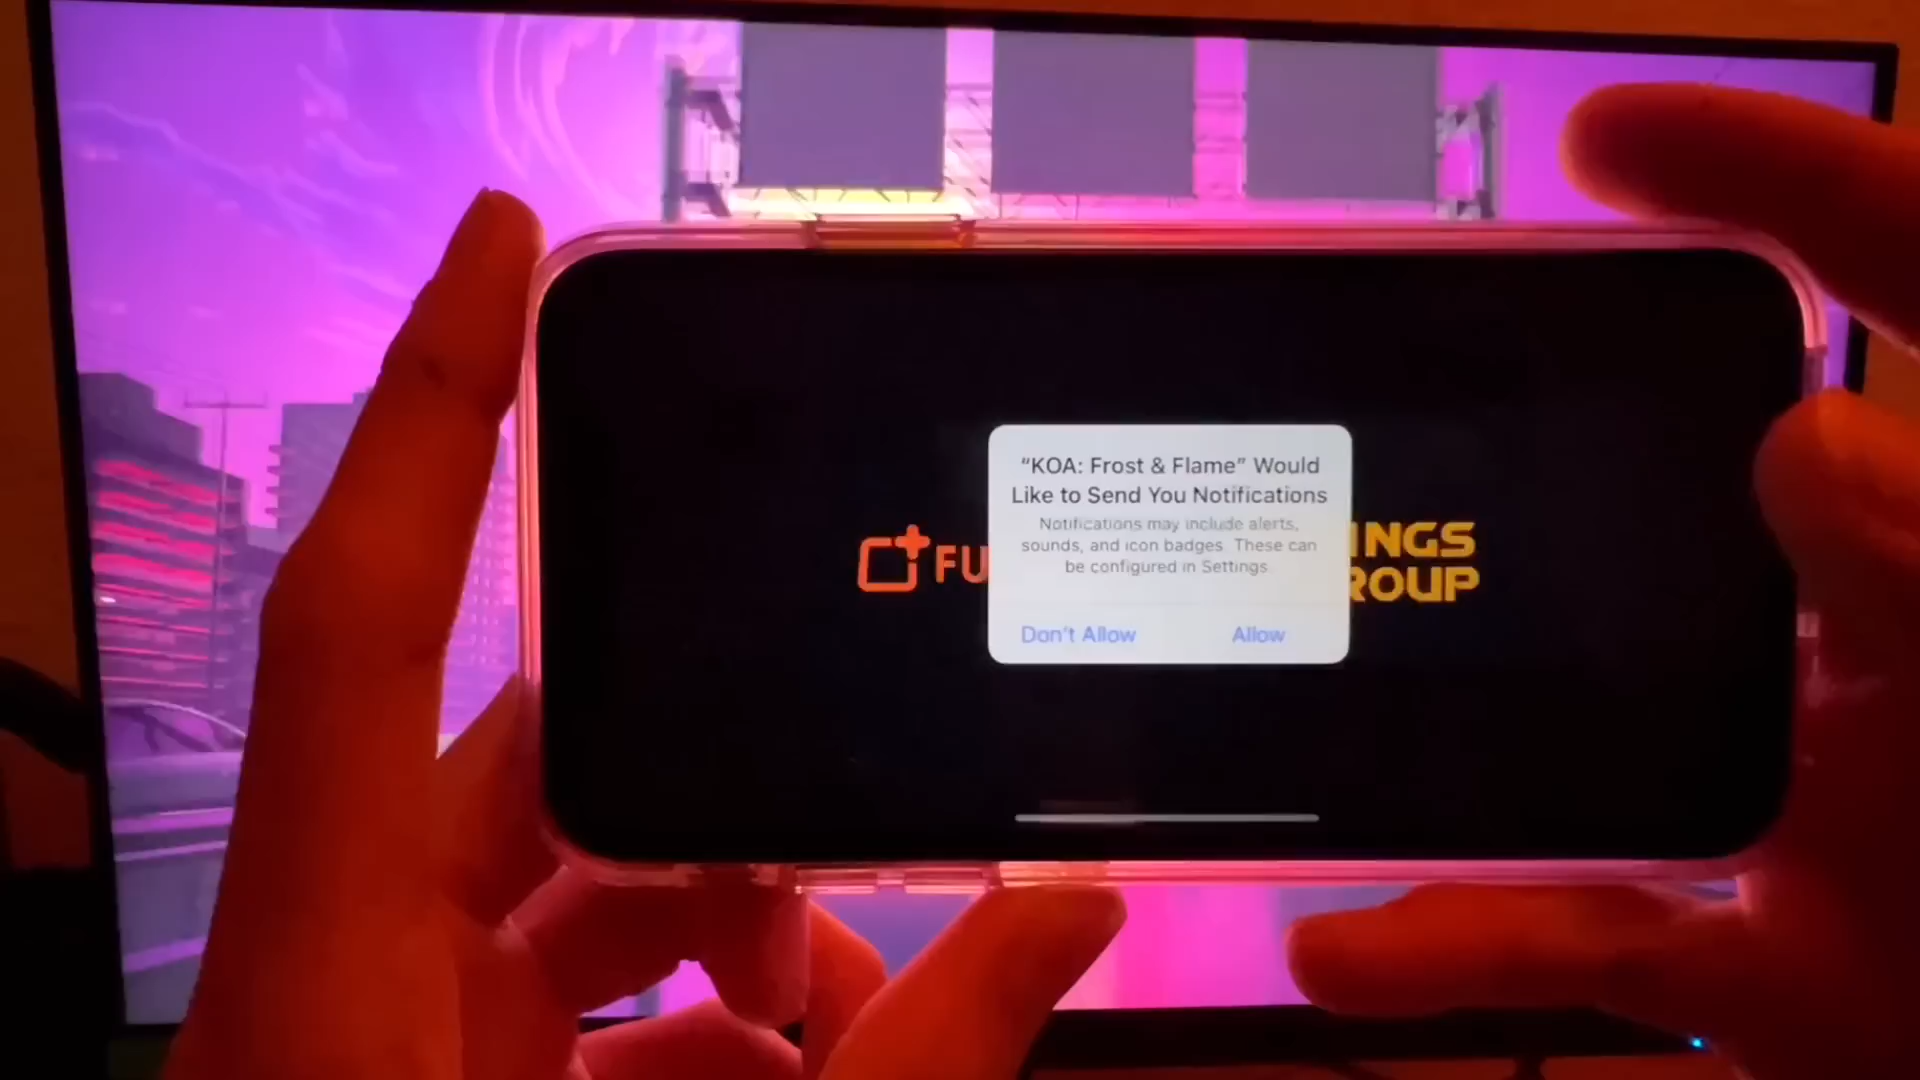 “KOA: Frost & Flame” Would
Like to Send You Notifications
Notifications may include alerts,
sounds, and icon badges. These can
be configured in Settings
Don't Allow
Allow
FU
INGS
ROUP